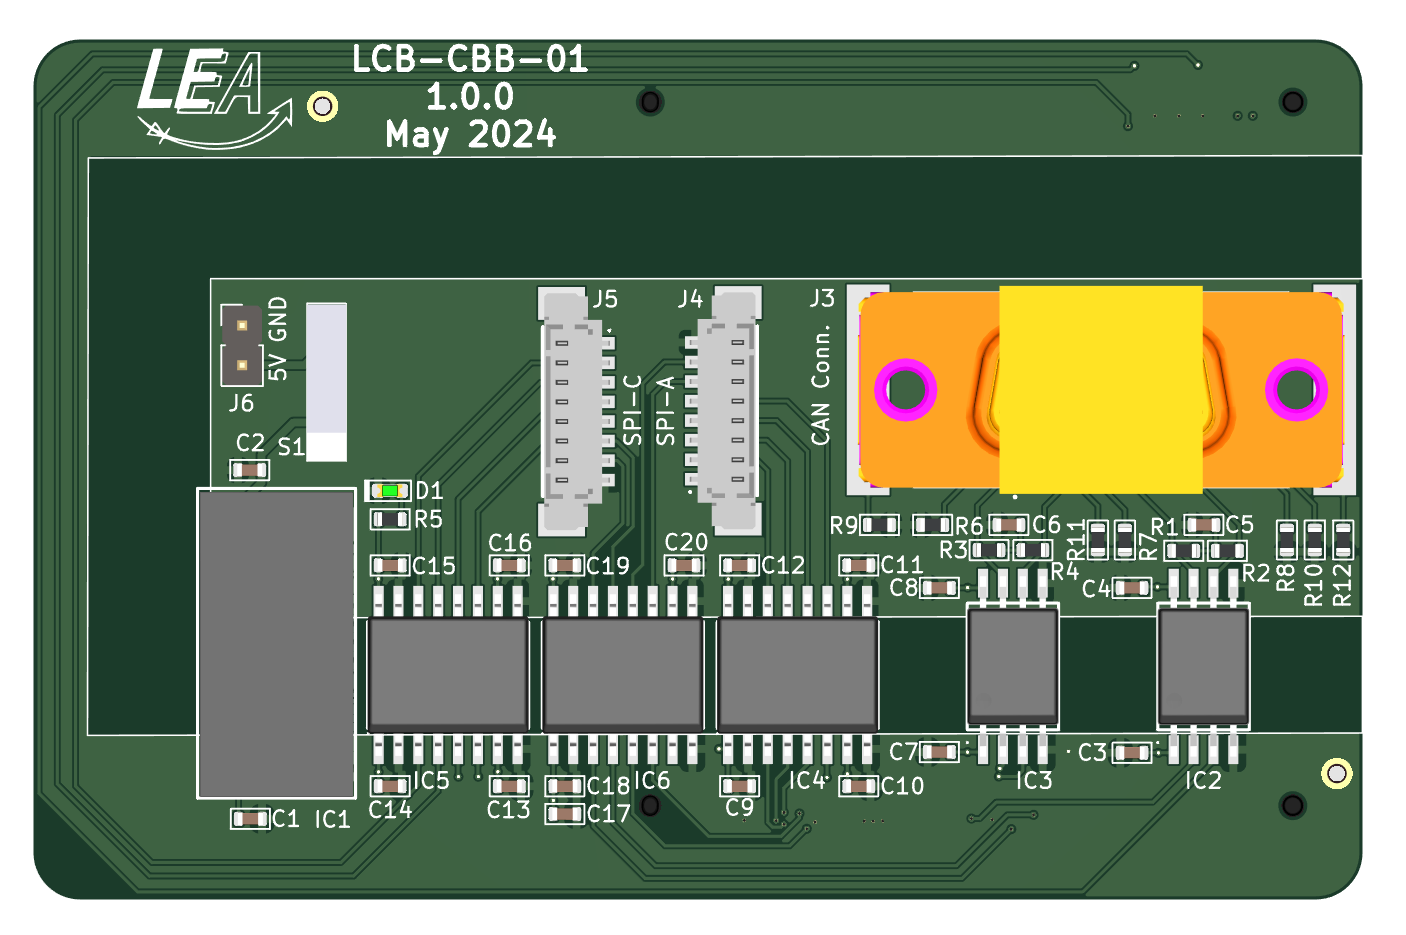 LEA
LCB-CBB-01
1.0.0
May 2024
J5
J4
J3
5V GND
J6
SPI-C
SPI-A
CAN Conn.
C2
S1
D1
R5
R9
R6
C6
R11
R7
R1
C5
R3
R4
R2
R8
R10
R12
C15
C16
C19
C20
C12
C11
C8
C4
C7
C3
IC5
IC6
IC4
IC3
IC2
C14
C13
C18
C17
C9
C10
C1
IC1